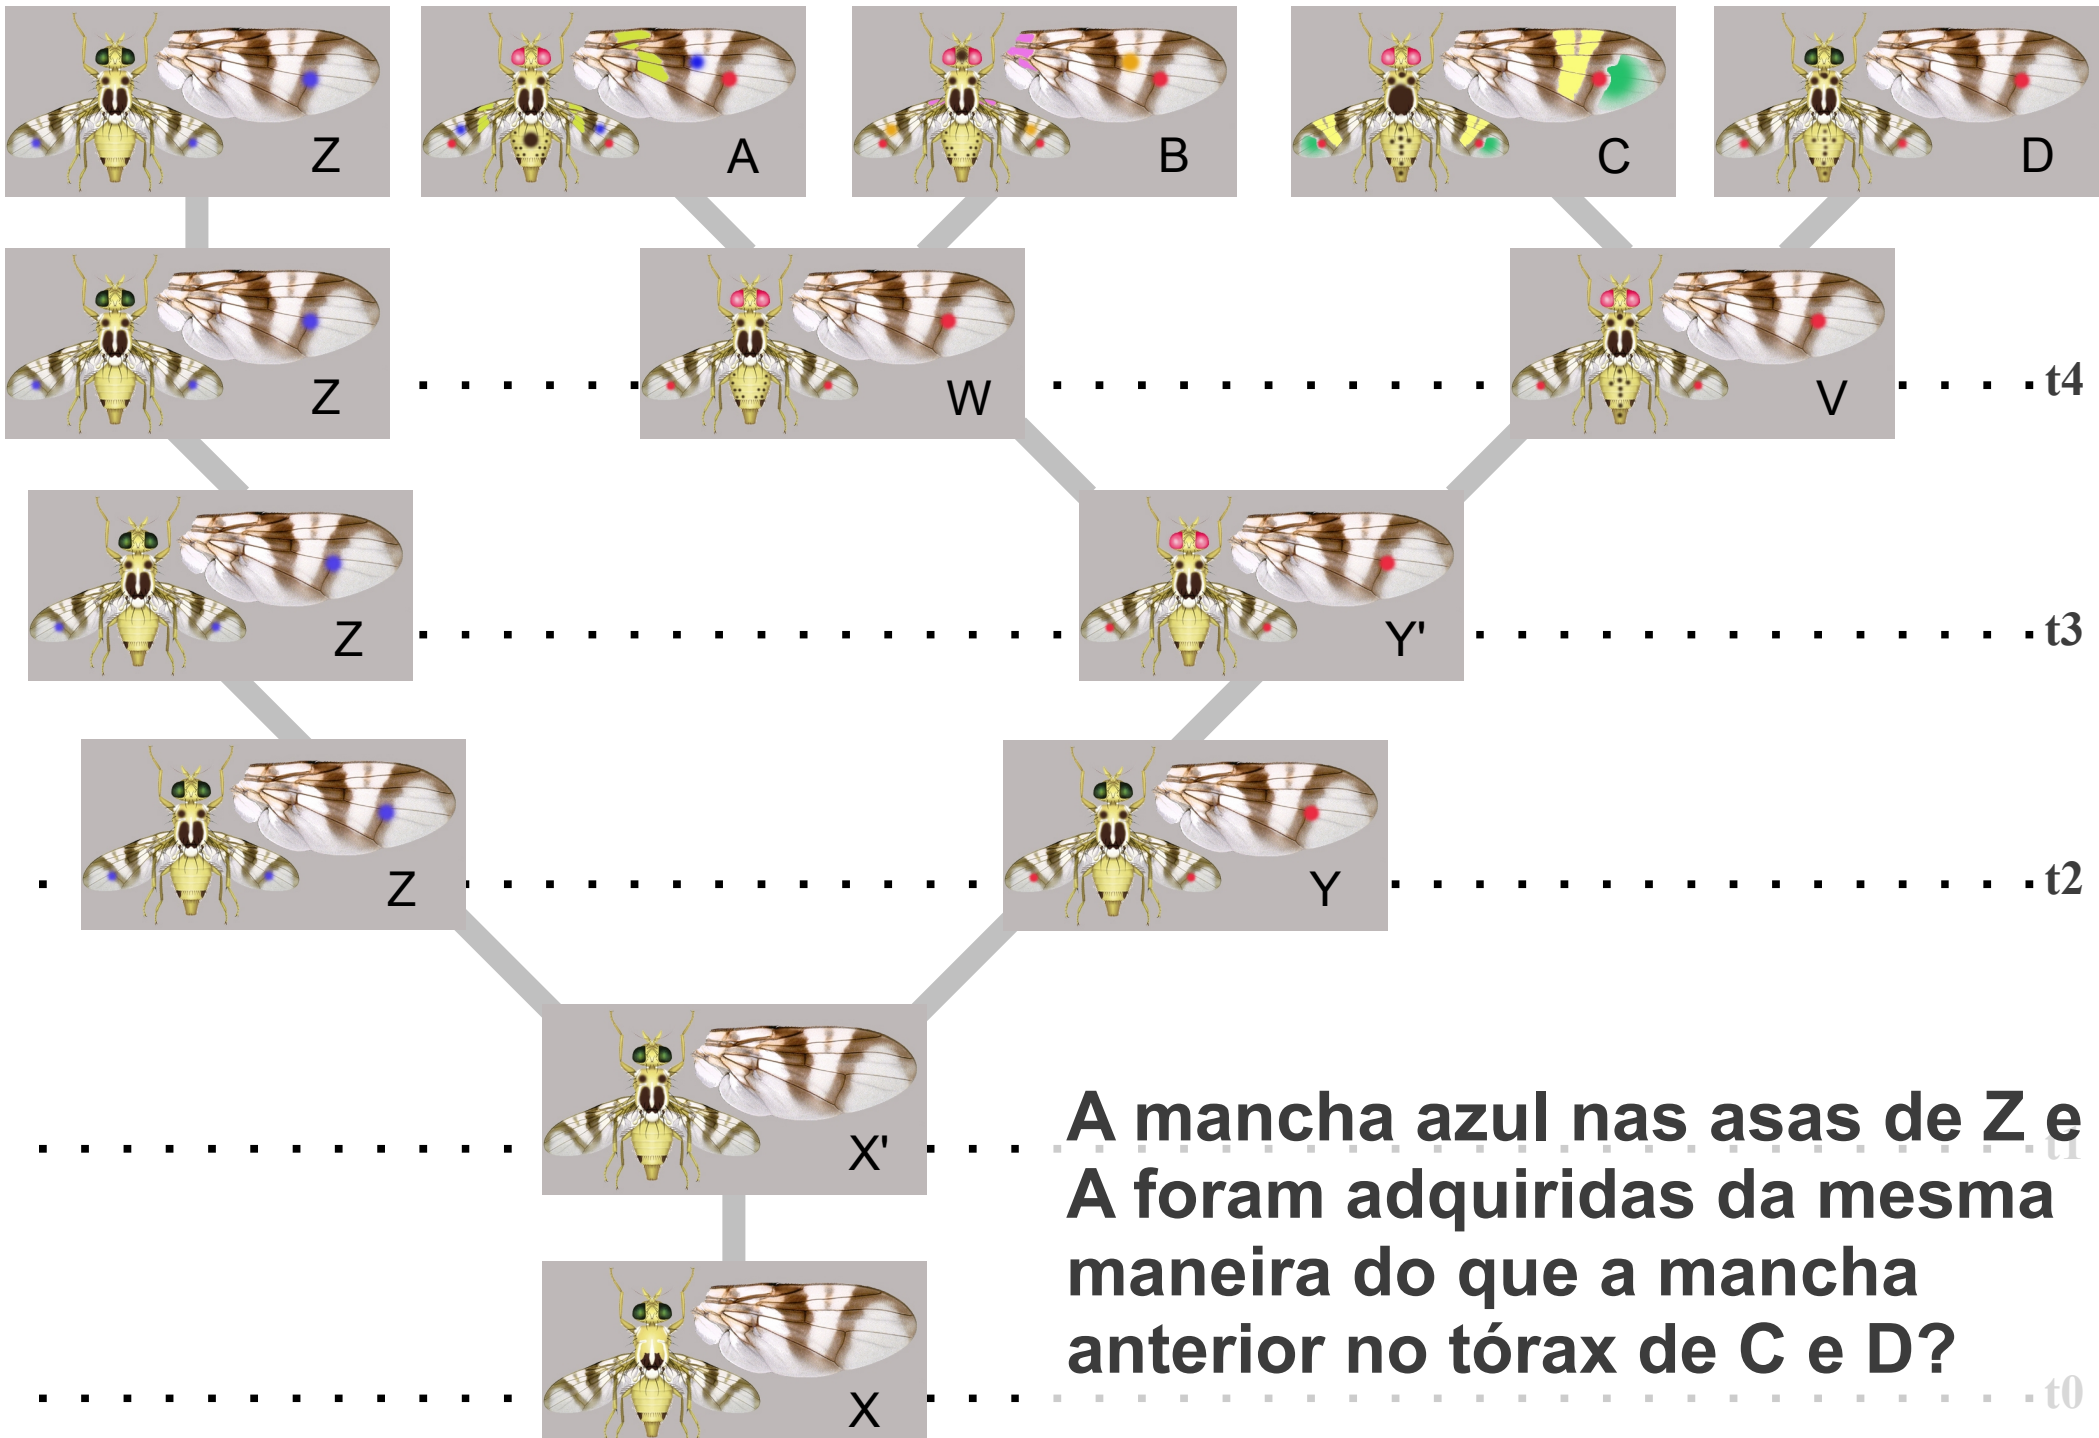 Z A B C D
Z W V t4
Z Y' t3
Z Y t2
X' t1
A mancha azul nas asas de Z e
A foram adquiridas da mesma
maneira do que a mancha
anterior no tórax de C e D?
X t0